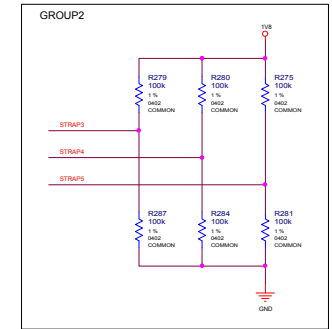 GROUP2
1V8
R279
100k
1 %
0402
COMMON
R280
100k
1 %
0402
COMMON
R275
100k
1 %
0402
COMMON
STRAP3
STRAP4
STRAP5
R287
100k
1 %
0402
COMMON
R284
100k
1 %
0402
COMMON
R281
100k
1 %
0402
COMMON
GND